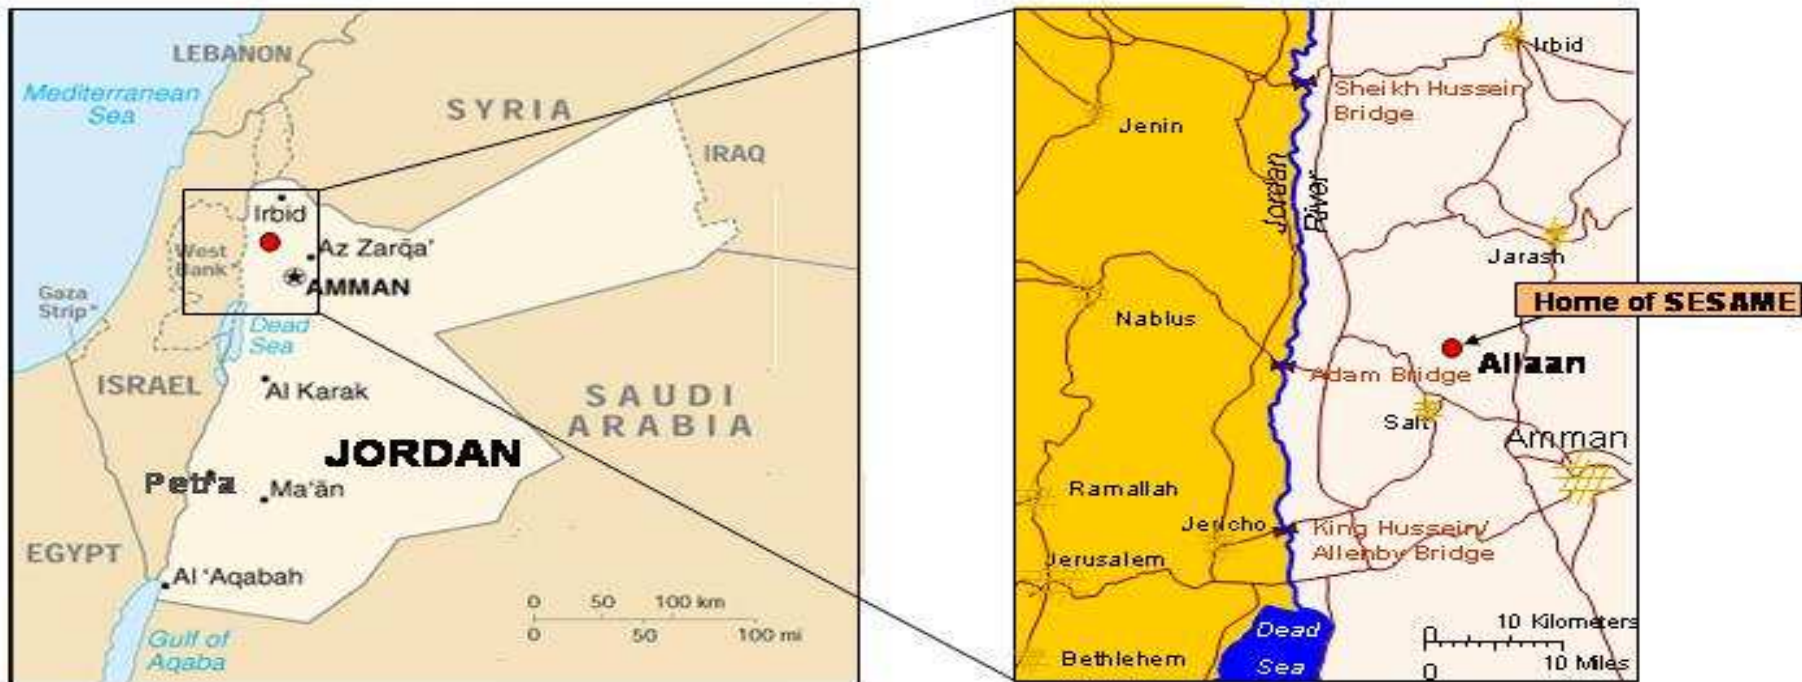 LEBANON
Mediterranean
Sea
SYRIA
IRAQ
Irbid
West
Bank
Az Zarqa'
AMMAN
Gaza
Strip
Dead
Sea
ISRAEL
Al Karak
SAUDI
ARABIA
JORDAN
Petra
Ma'ān
EGYPT
Al 'Aqabah
0 50 100 km
0 50 100 mi
Gulf of
Aqaba
Irbid
Sheikh Hussein
Bridge
Jenin
Jordan
River
Jarash
Home of SESAME
Nablus
Allaan
Adam Bridge
Salt
Amman
Ramallah
Jericho
King Hussein/
Allenby Bridge
Jerusalem
Dead
Sea
Bethlehem
0 10 Kilometers
0 10 Miles